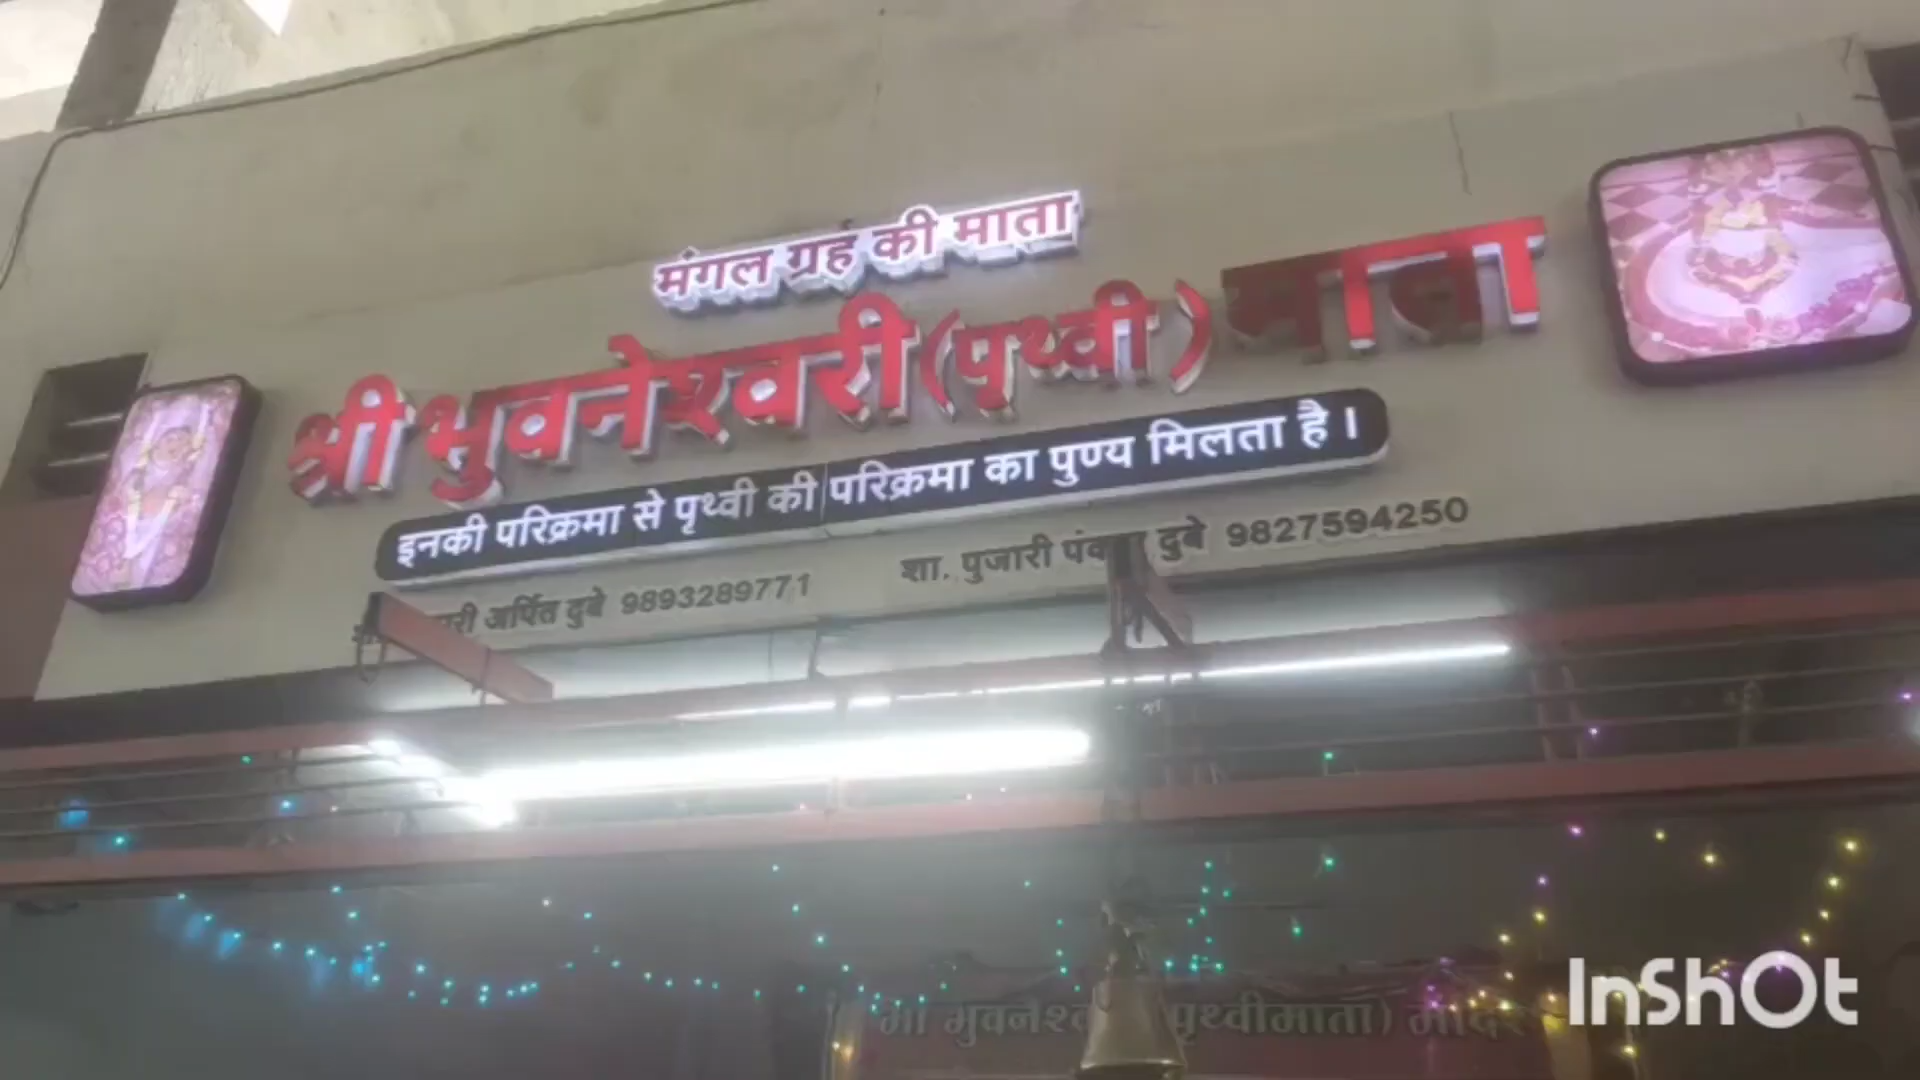 मंगल ग्रह की माता
श्री भुवनेश्वरी (पृथ्वी) माता
इनकी परिक्रमा से पृथ्वी की परिक्रमा का पुण्य मिलता है।
अर्पित दुबे 9893289771
शा. पुजारी दुबे 9827594250
पृथ्वीमाता)
InShOt